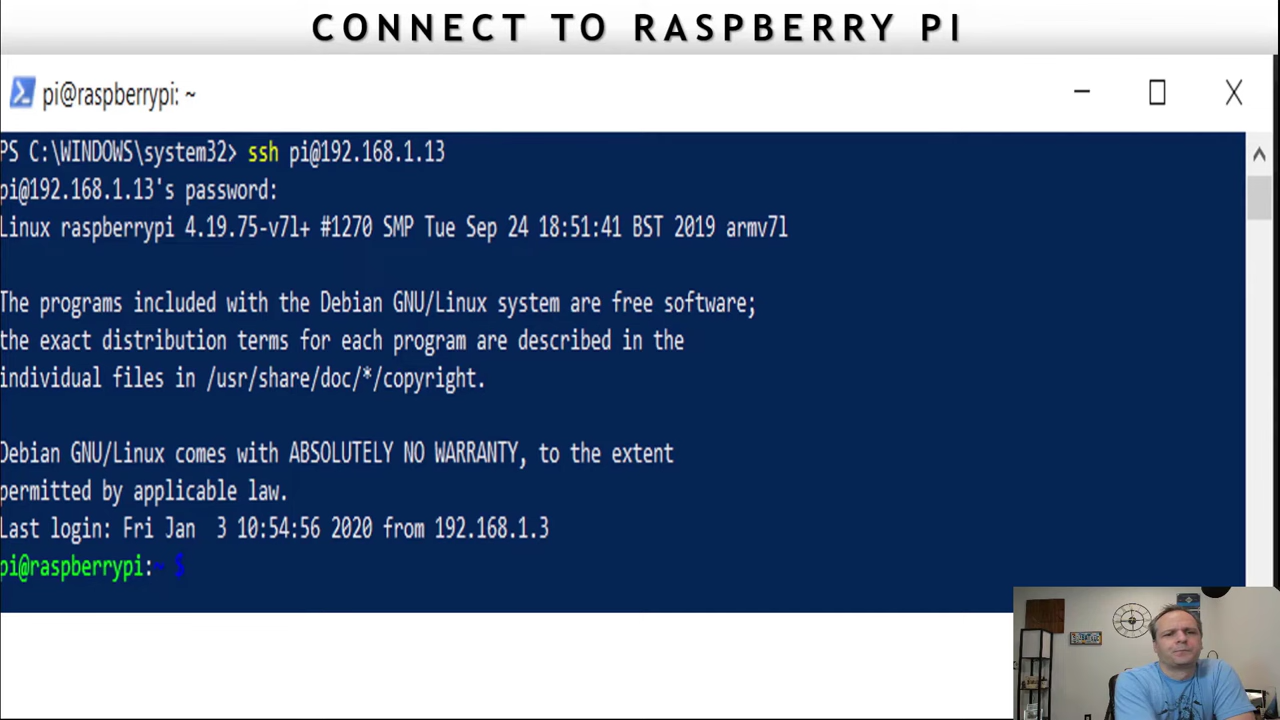 CONNECT TO RASPBERRY PI
pi@raspberrypi: ~
PS C:\WINDOWS\system32> ssh pi@192.168.1.13
pi@192.168.1.13's password:
Linux raspberrypi 4.19.75-v7l+ #1270 SMP Tue Sep 24 18:51:41 BST 2019 armv7l
The programs included with the Debian GNU/Linux system are free software;
the exact distribution terms for each program are described in the
individual files in /usr/share/doc/*/copyright.
Debian GNU/Linux comes with ABSOLUTELY NO WARRANTY, to the extent
permitted by applicable law.
Last login: Fri Jan  3 10:54:56 2020 from 192.168.1.3
pi@raspberrypi:~ $